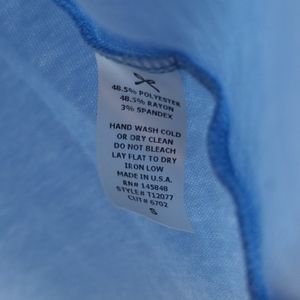 48.5% POLYESTER
48.5% RAYON
3% SPANDEX
HAND WASH COLD
OR DRY CLEAN
DO NOT BLEACH
LAY FLAT TO DRY
IRON LOW
MADE IN U.S.A.
RN# 145848
STYLE# T12077
CUT# 6702
S